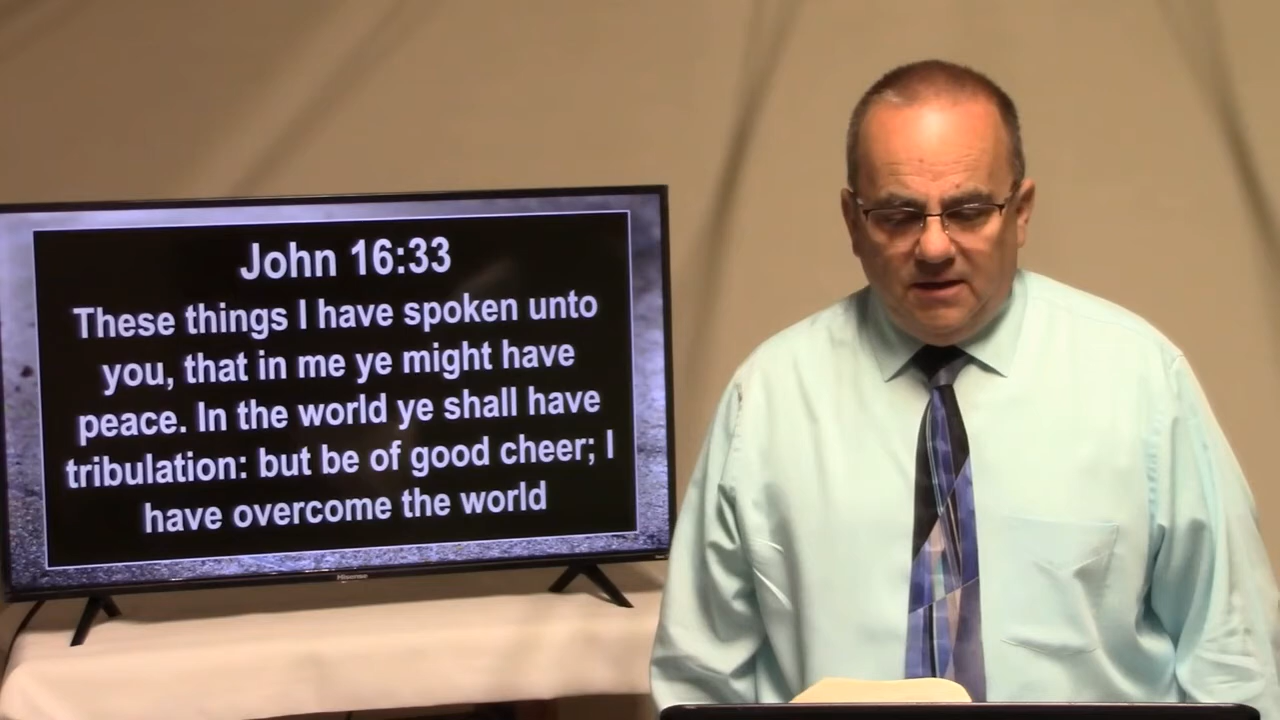 John 16:33
These things I have spoken unto
you, that in me ye might have
peace. In the world ye shall have
tribulation: but be of good cheer; I
have overcome the world
Hisense